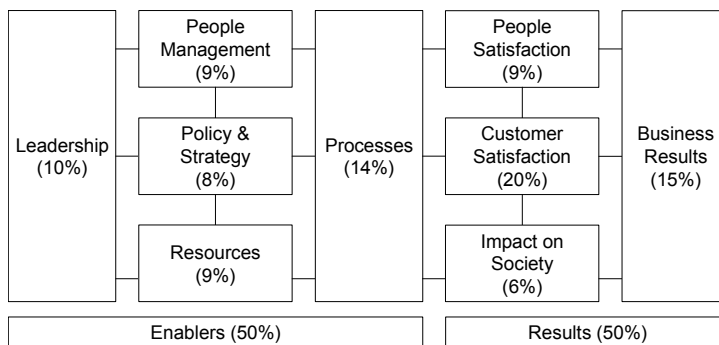 People
Management
(9%)
People
Satisfaction
(9%)
Leadership
(10%)
Policy &
Strategy
(8%)
Processes
(14%)
Customer
Satisfaction
(20%)
Business
Results
(15%)
Resources
(9%)
Impact on
Society
(6%)
Enablers (50%)
Results (50%)